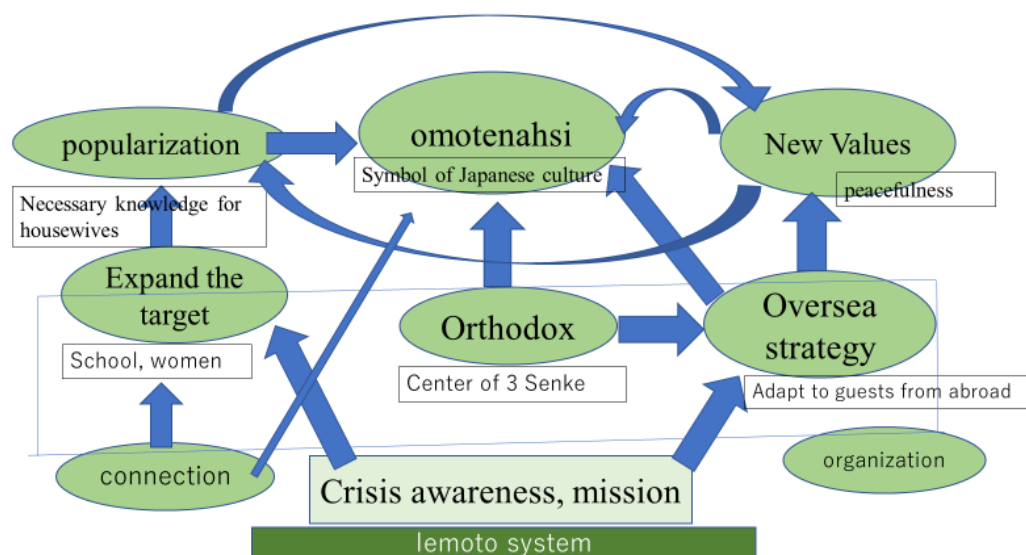 popularization
omotenahsi
New Values
Symbol of Japanese culture
peacefulness
Necessary knowledge for
housewives
Expand the
target
Orthodox
Oversea
strategy
School, women
Center of 3 Senke
Adapt to guests from abroad
connection
organization
Crisis awareness, mission
lemoto system